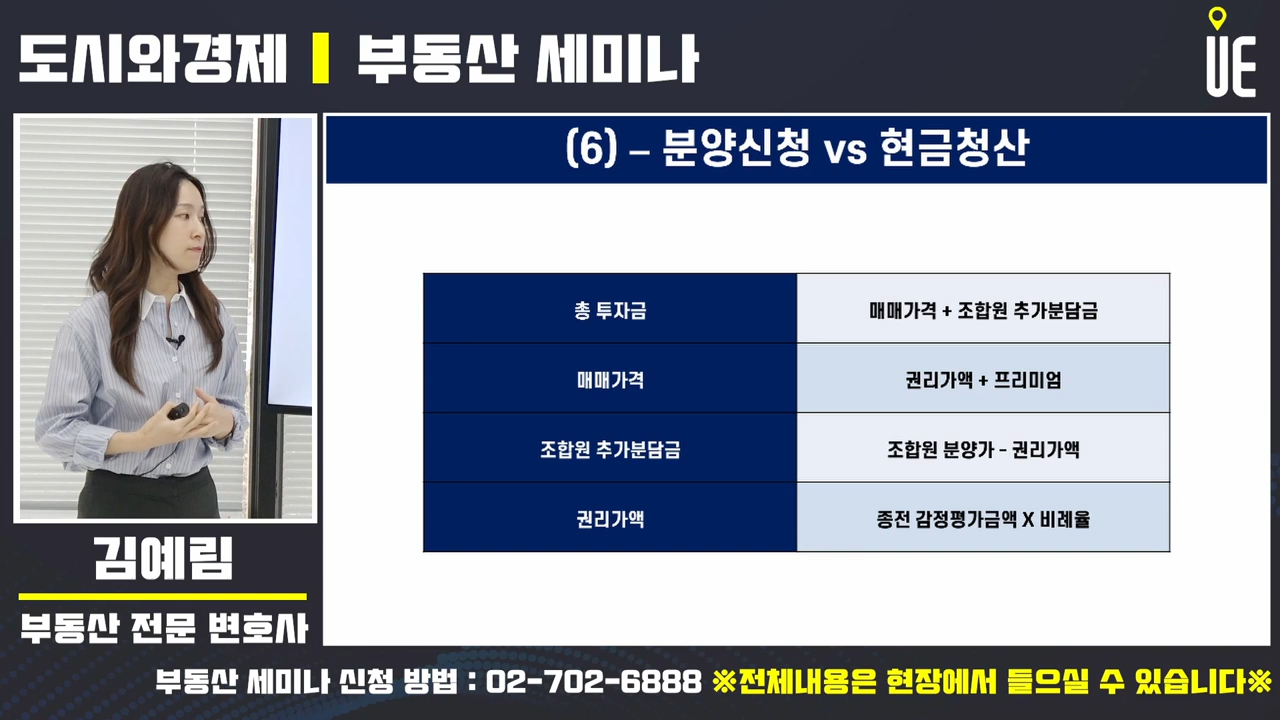 도시와경제 | 부동산 세미나
UE
(6) – 분양신청 vs 현금청산
총 투자금 매매가격 + 조합원 추가분담금
매매가격 권리가액 + 프리미엄
조합원 추가분담금 조합원 분양가 - 권리가액
권리가액 종전 감정평가금액 X 비례율
김예림
부동산 전문 변호사
부동산 세미나 신청 방법 : 02-702-6888 ※전체내용은 현장에서 들으실 수 있습니다※